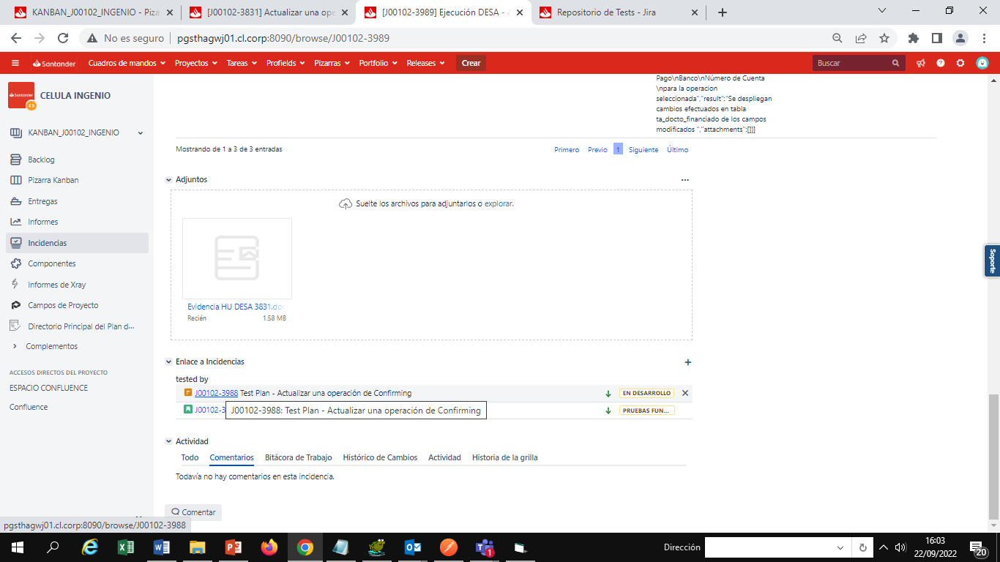 KANBAN_J00102_INGENIO - Piza
[J00102-3831] Actualizar una ope
[J00102-3989] Ejecución DESA - A
Repositorio de Tests - Jira
No es seguro
pgsthagwj01.cl.corp:8090/browse/J00102-3989
Santander
Cuadros de mandos
Proyectos
Tareas
Profields
Pizarras
Portfolio
Releases
Crear
Buscar
CELULA INGENIO
KANBAN_J00102_INGENIO
Backlog
Pizarra Kanban
Entregas
Informes
Incidencias
Componentes
Informes de Xray
Campos de Proyecto
Directorio Principal del Plan d...
Complementos
ACCESOS DIRECTOS DEL PROYECTO
ESPACIO CONFLUENCE
Confluence
Pago\nBanco\nNúmero de Cuenta
\npara la operacion
seleccionada","result":"Se despliegan
cambios efectuados en tabla
ta_docto_financiado de los campos
modificados ","attachments":[]}]
Mostrando de 1 a 3 de 3 entradas
Primero
Previo
1
Siguiente
Último
Adjuntos
Suelte los archivos para adjuntarlos o explorar.
Evidencia HU DESA 3831.doc
Recién
1.58 MB
Enlace a Incidencias
tested by
J00102-3988 Test Plan - Actualizar una operación de Confirming
EN DESARROLLO
J00102-3
J00102-3988: Test Plan - Actualizar una operación de Confirming
PRUEBAS FUN...
Actividad
Todo
Comentarios
Bitácora de Trabajo
Histórico de Cambios
Actividad
Historia de la grilla
Todavía no hay comentarios en esta incidencia.
Comentar
Soporte
pgsthagwj01.cl.corp:8090/browse/J00102-3988
Dirección
1
16:03
22/09/2022
20